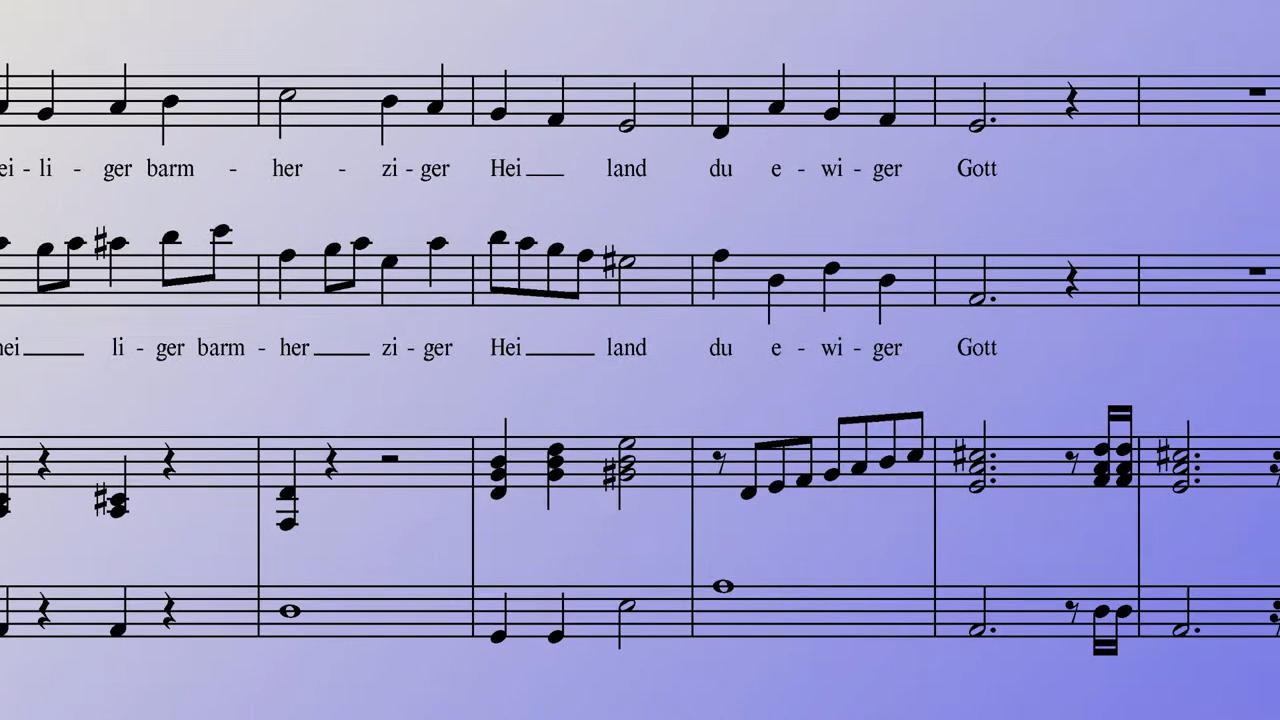 ei - li - ger barm - her - zi - ger Hei land du e - wi - ger Gott
li - ger barm - her zi - ger Hei land du e - wi - ger Gott